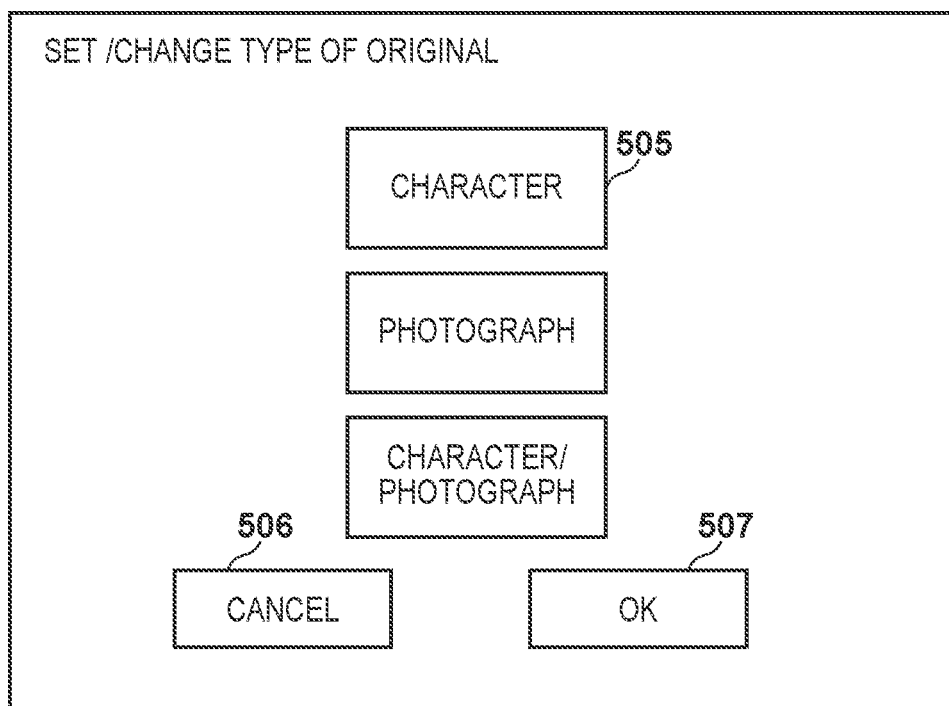 SET /CHANGE TYPE OF ORIGINAL
505
CHARACTER
PHOTOGRAPH
CHARACTER/
PHOTOGRAPH
506
507
CANCEL
OK